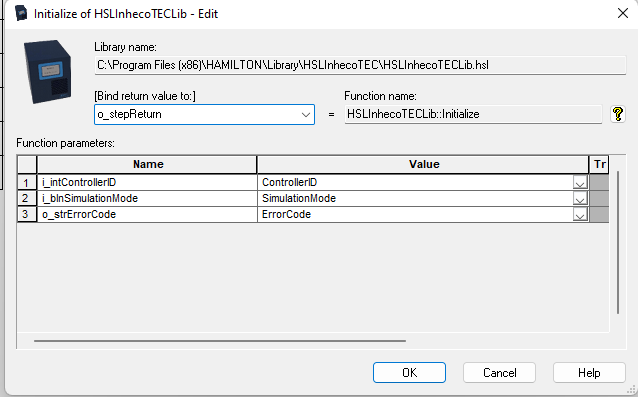 Initialize of HSLInhecoTECLib - Edit
Library name:
C:\Program Files (x86)\HAMILTON\Library\HSLInhecoTEC\HSLInhecoTECLib.hsl
[Bind return value to:]
Function name:
o_stepReturn
=
HSLInhecoTECLib::Initialize
?
Function parameters:
Name Value Tr
1 i_intControllerID ControllerID
2 i_blnSimulationMode SimulationMode
3 o_strErrorCode ErrorCode
OK Cancel Help